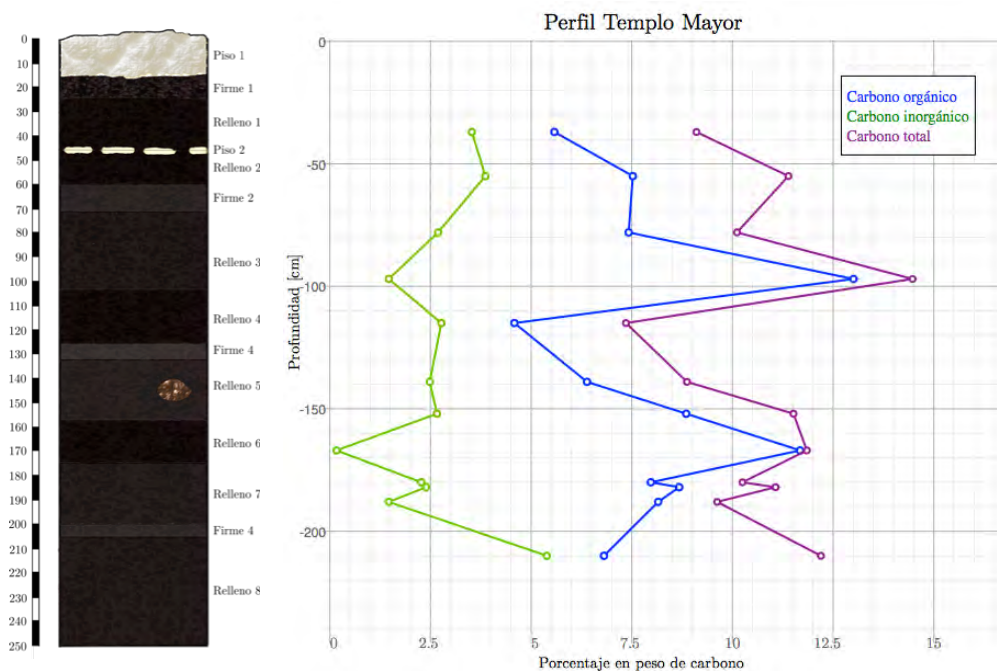 Perfil Templo Mayor
0
10
20
30
40
50
60
70
80
90
100
110
120
130
140
150
160
170
180
190
200
210
220
230
240
250
Piso 1
Firme 1
Relleno 1
Piso 2
Relleno 2
Firme 2
Relleno 3
Relleno 4
Firme 4
Relleno 5
Relleno 6
Relleno 7
Firme 4
Relleno 8
Profundidad [cm]
0
-50
-100
-150
-200
Carbono orgánico
Carbono inorgánico
Carbono total
0
2.5
5
7.5
10
12.5
15
Porcentaje en peso de carbono